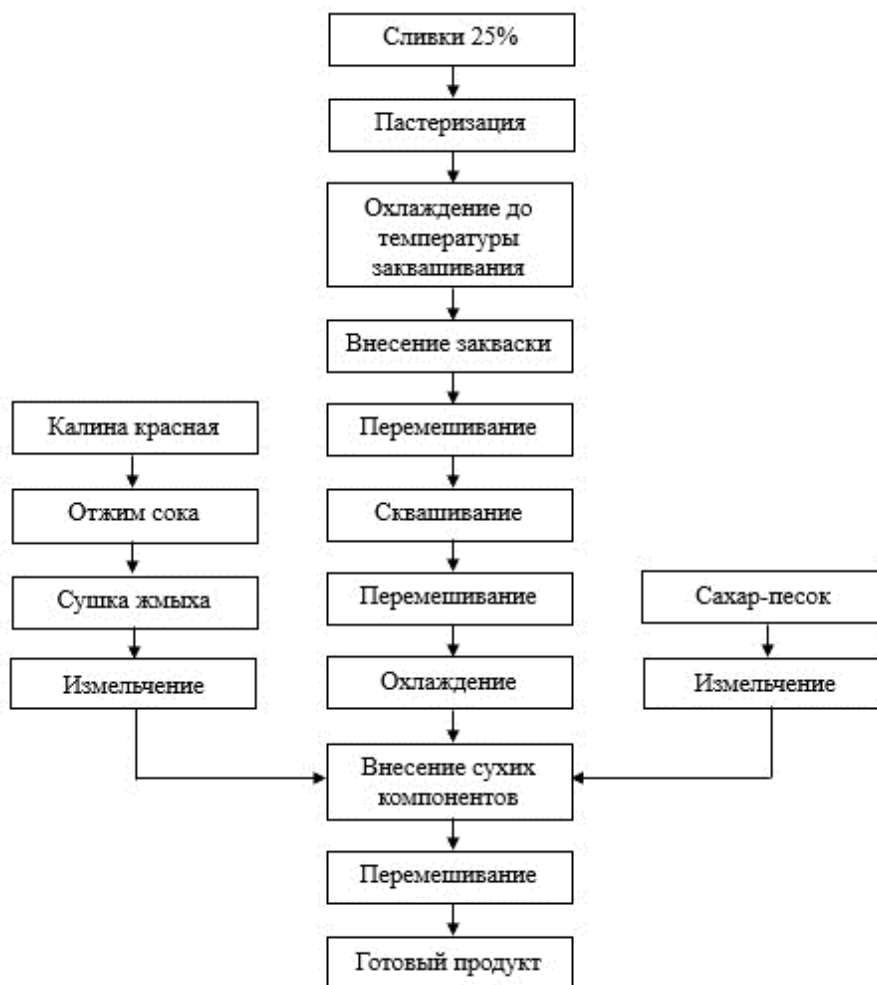 Сливки 25%
Пастеризация
Охлаждение до
температуры
заквашивания
Внесение закваски
Перемешивание
Сквашивание
Перемешивание
Охлаждение
Калина красная
Отжим сока
Сушка жмыха
Измельчение
Сахар-песок
Измельчение
Внесение сухих
компонентов
Перемешивание
Готовый продукт